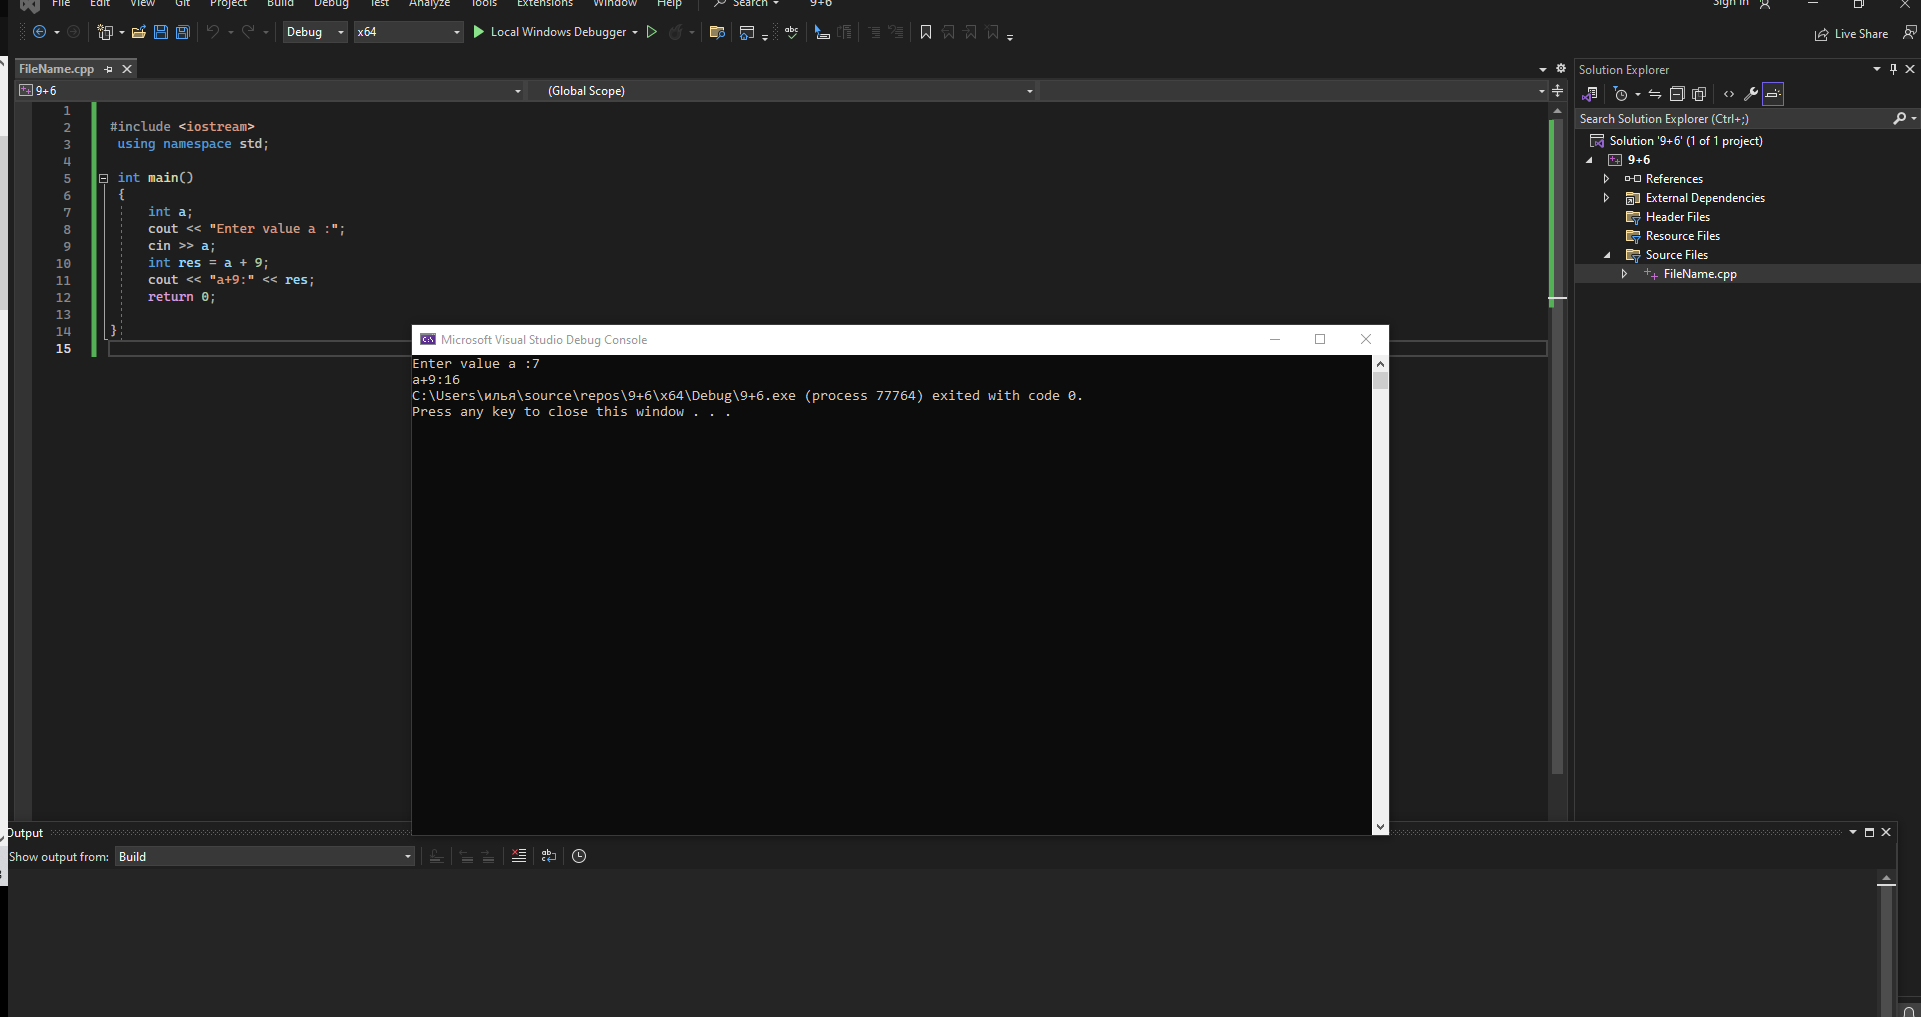 File Edit View Git Project Build Debug Test Analyze Tools Extensions Window Help Search 9+6 Sign in
Debug x64 Local Windows Debugger Live Share
FileName.cpp
9+6 (Global Scope)
1
2 #include <iostream>
3 using namespace std;
4
5 int main()
6 {
7 int a;
8 cout << "Enter value a :";
9 cin >> a;
10 int res = a + 9;
11 cout << "a+9:" << res;
12 return 0;
13
14 }
15
Microsoft Visual Studio Debug Console
Enter value a :7
a+9:16
C:\Users\илья\source\repos\9+6\x64\Debug\9+6.exe (process 77764) exited with code 0.
Press any key to close this window . . .
Solution Explorer
Search Solution Explorer (Ctrl+;)
Solution '9+6' (1 of 1 project)
9+6
References
External Dependencies
Header Files
Resource Files
Source Files
FileName.cpp
Output
Show output from: Build